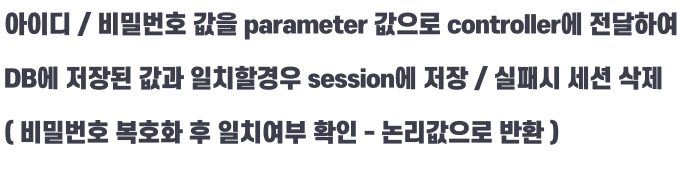 아이디 / 비밀번호 값을 parameter 값으로 controller에 전달하여
DB에 저장된 값과 일치할경우 session에 저장 / 실패시 세션 삭제
( 비밀번호 복호화 후 일치여부 확인 - 논리값으로 반환 )